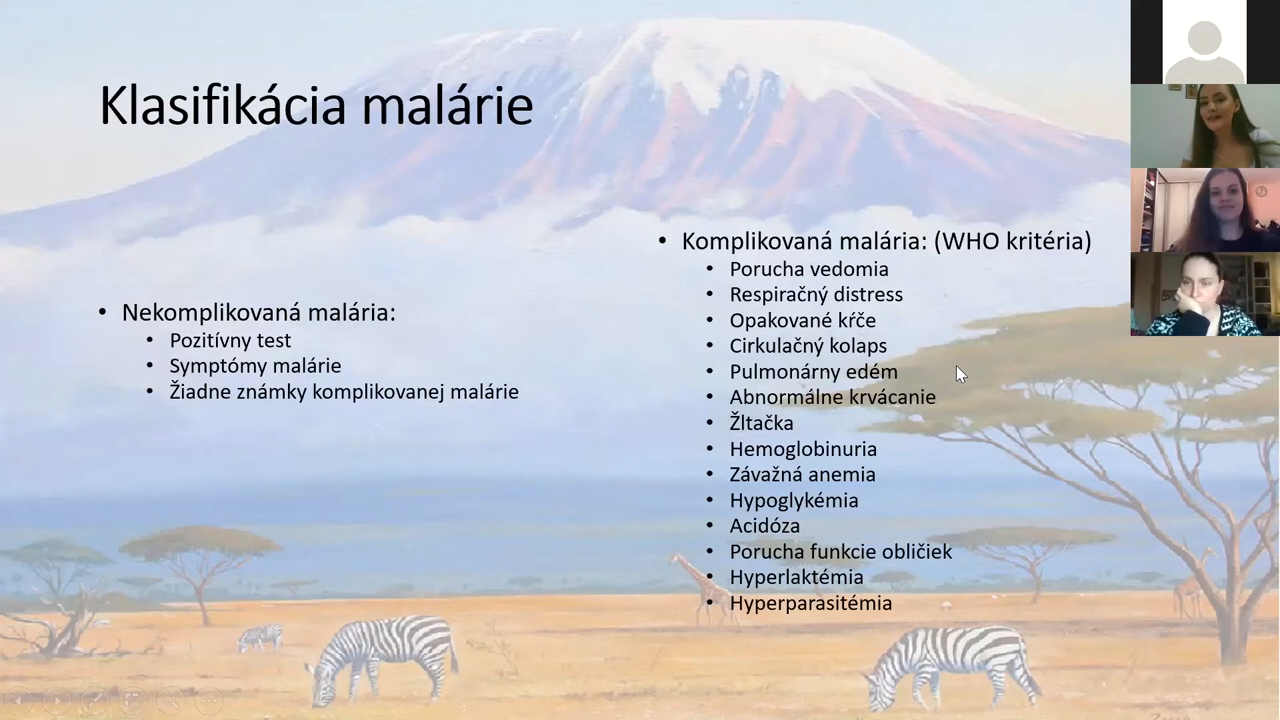 Klasifikácia malárie
• Nekomplikovaná malária:
• Pozitívny test
• Symptómy malárie
• Žiadne známky komplikovanej malárie
• Komplikovaná malária: (WHO kritéria)
• Porucha vedomia
• Respiračný distress
• Opakované kŕče
• Cirkulačný kolaps
• Pulmonárny edém
• Abnormálne krvácanie
• Žltačka
• Hemoglobinuria
• Závažná anemia
• Hypoglykémia
• Acidóza
• Porucha funkcie obličiek
• Hyperlaktémia
• Hyperparasitémia